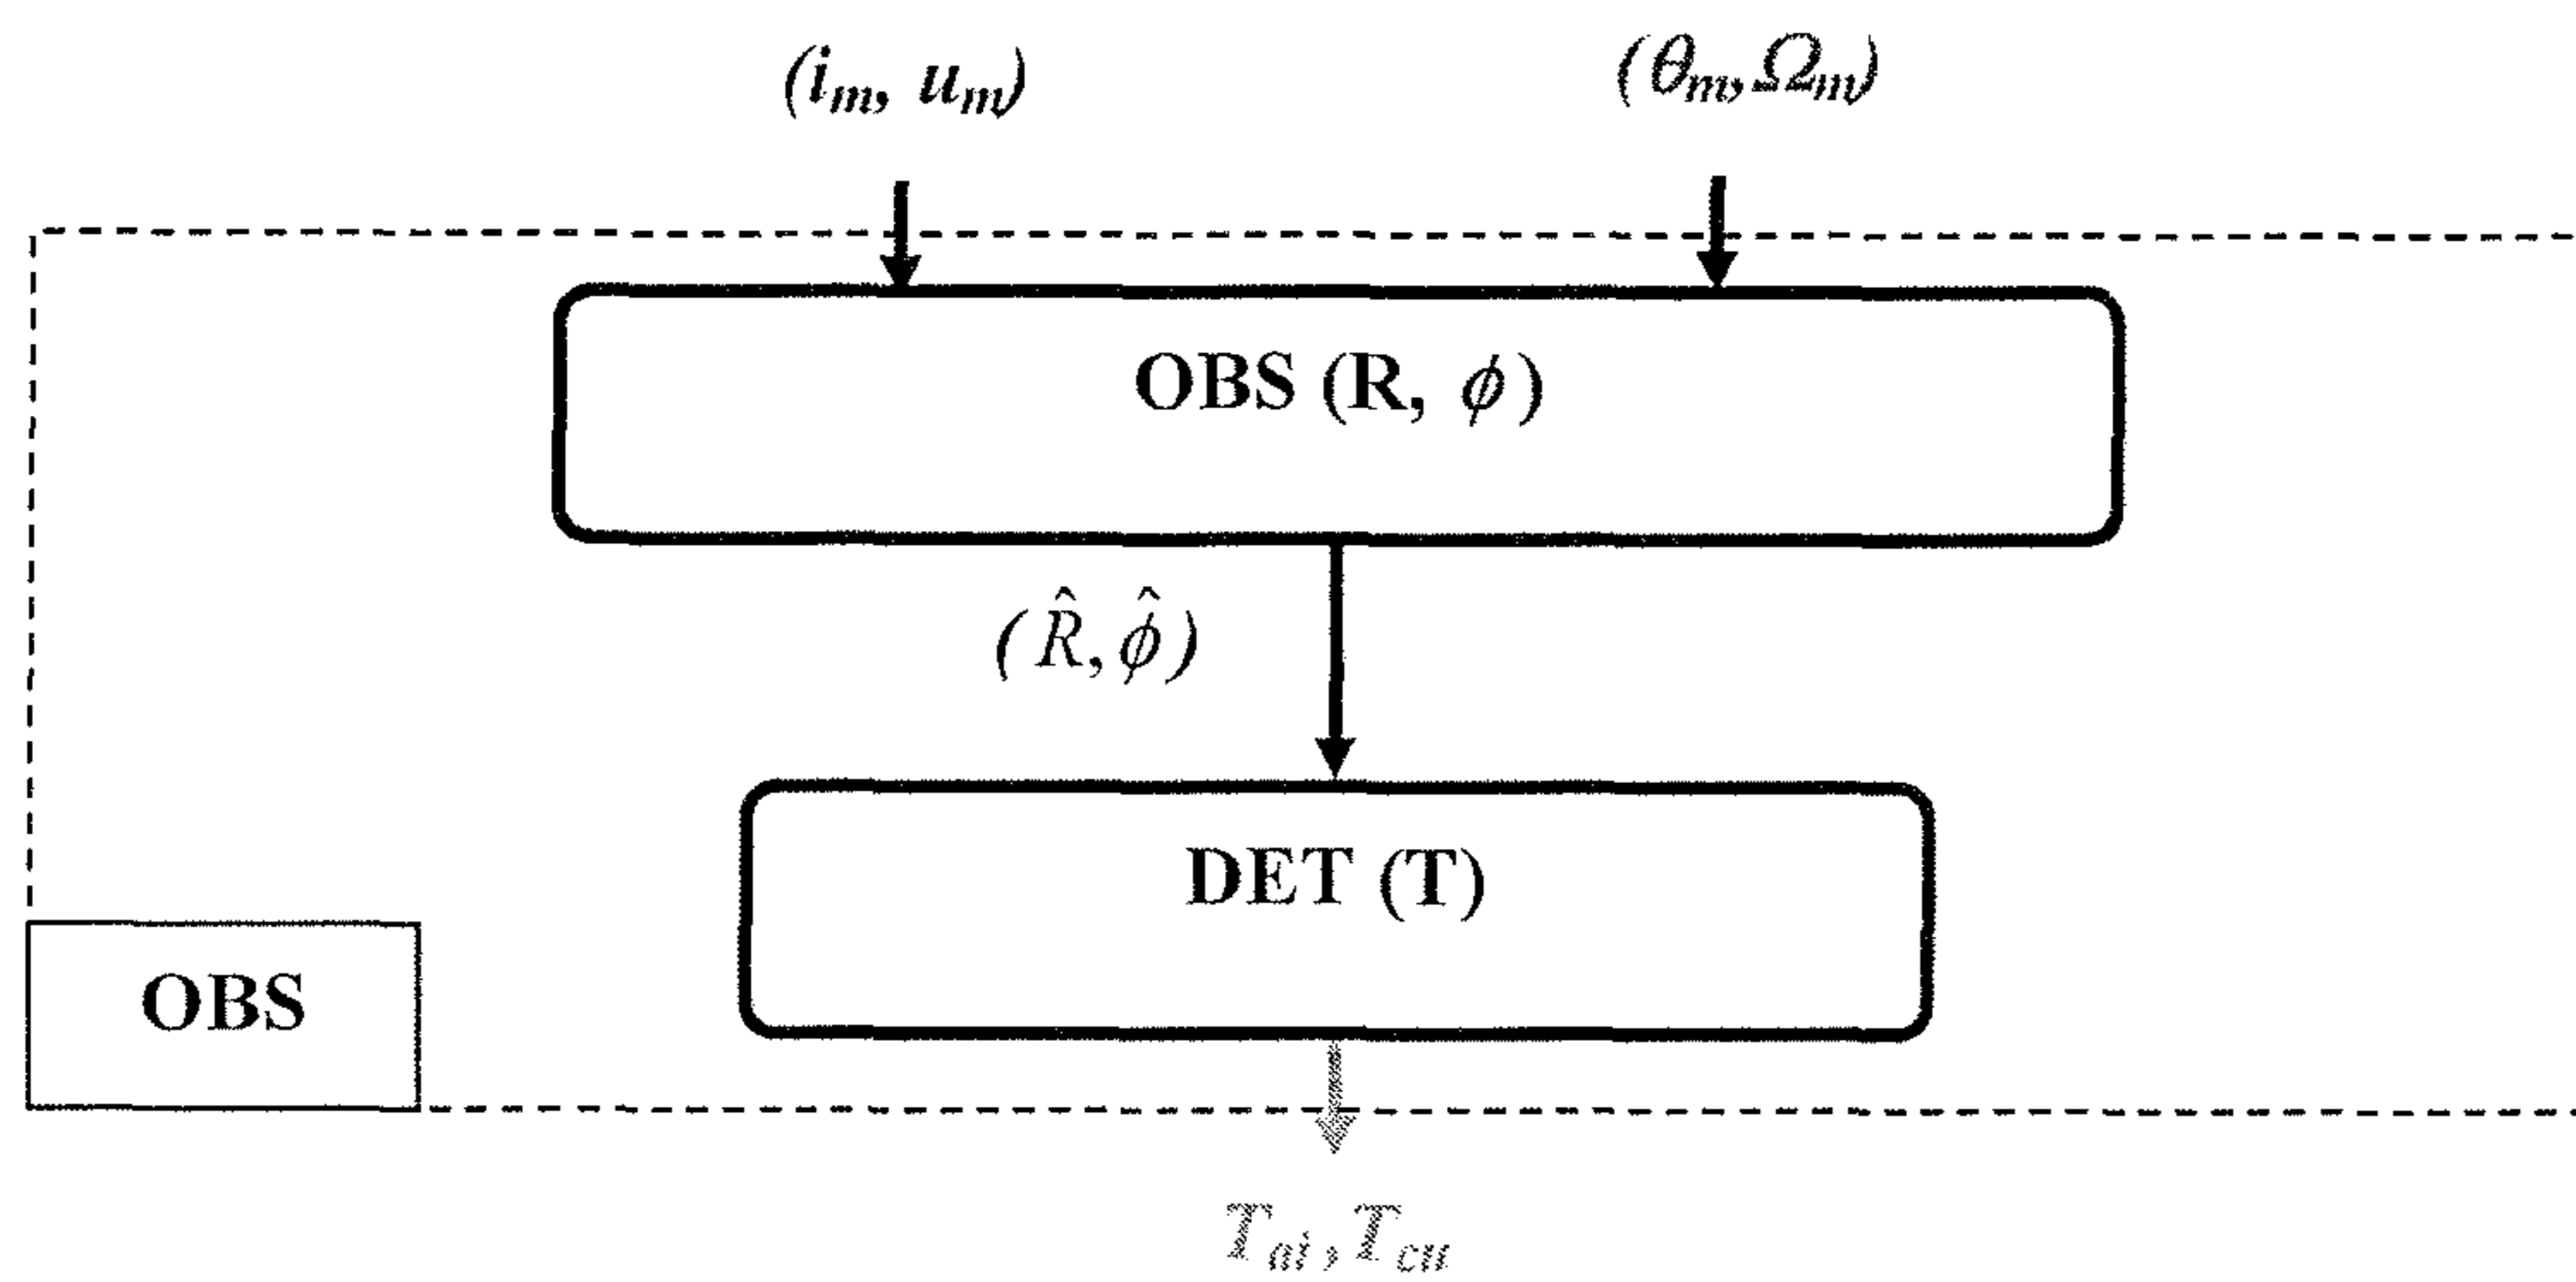 (i_m, u_m) (θ_m, Ω_m)
OBS (R, ϕ)
(R̂, ϕ̂)
DET (T)
OBS
T_ai, T_cu